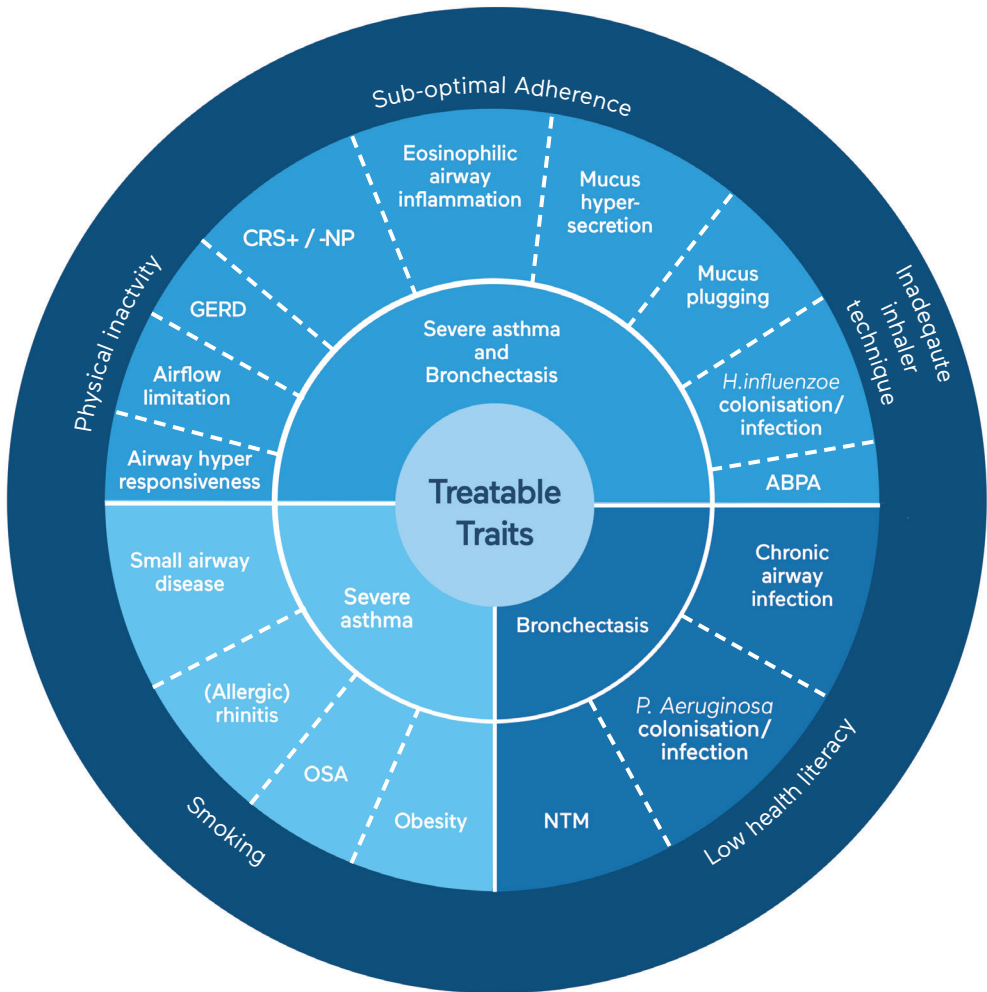 Sub-optimal Adherence
Eosinophilic
airway
inflammation
Mucus
hyper-
secretion
CRS+ / -NP
Mucus
plugging
Physical inactvity
GERD
Inadeqaute
inhaler
technique
Severe asthma
and
Bronchectasis
Airflow
limitation
H.influenzoe
colonisation/
infection
Airway hyper
responsiveness
ABPA
Treatable
Traits
Small airway
disease
Chronic
airway
infection
Severe
asthma
Bronchectasis
(Allergic)
rhinitis
P. Aeruginosa
colonisation/
infection
OSA
Obesity
NTM
Smoking
Low health literacy